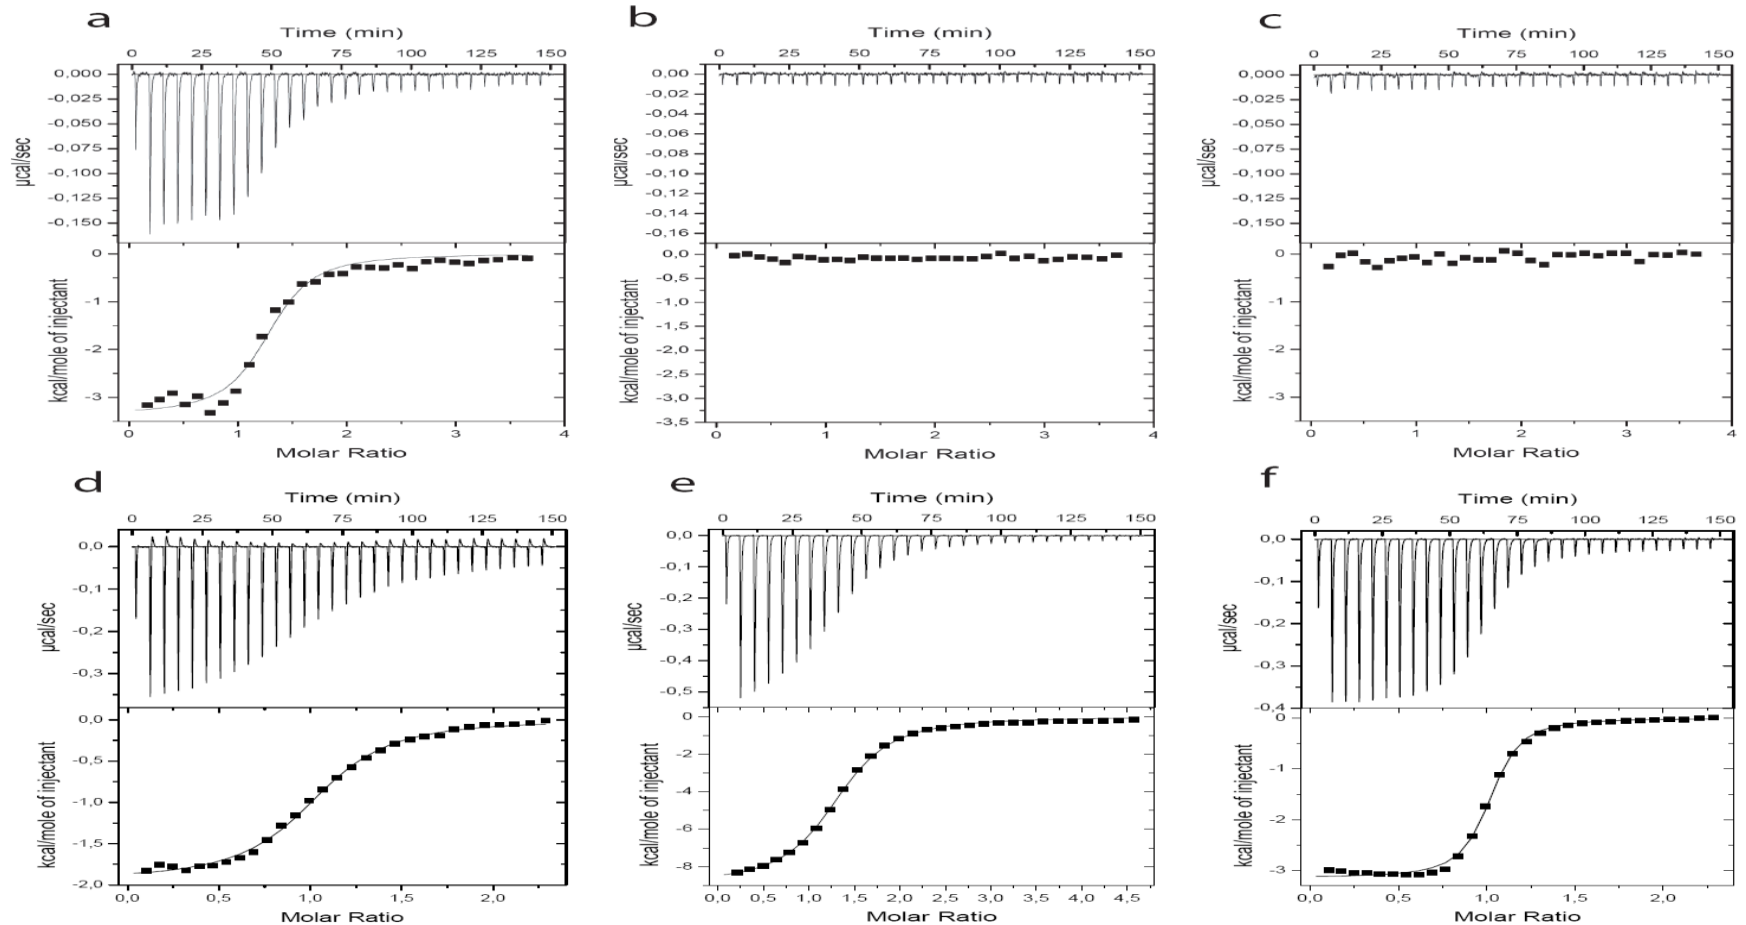 a
Time (min)
0 25 50 75 100 125 150
0,000
-0,025
-0,050
-0,075
-0,100
-0,125
-0,150
µcal/sec
0
-1
-2
-3
kcal/mole of injectant
0 1 2 3 4
Molar Ratio
b
Time (min)
0 25 50 75 100 125 150
0,00
-0,02
-0,04
-0,06
-0,08
-0,10
-0,12
-0,14
-0,16
µcal/sec
0,0
-0,5
-1,0
-1,5
-2,0
-2,5
-3,0
-3,5
kcal/mole of injectant
0 1 2 3 4
Molar Ratio
c
Time (min)
0 25 50 75 100 125 150
0,000
-0,025
-0,050
-0,075
-0,100
-0,125
-0,150
µcal/sec
0
-1
-2
-3
kcal/mole of injectant
0 1 2 3 4
Molar Ratio
d
Time (min)
0 25 50 75 100 125 150
0,0
-0,1
-0,2
-0,3
µcal/sec
0,0
-0,5
-1,0
-1,5
-2,0
kcal/mole of injectant
0,0 0,5 1,0 1,5 2,0
Molar Ratio
e
Time (min)
0 25 50 75 100 125 150
0,0
-0,1
-0,2
-0,3
-0,4
-0,5
µcal/sec
0
-2
-4
-6
-8
kcal/mole of injectant
0,0 0,5 1,0 1,5 2,0 2,5 3,0 3,5 4,0 4,5
Molar Ratio
f
Time (min)
0 25 50 75 100 125 150
0,0
-0,1
-0,2
-0,3
-0,4
µcal/sec
0
-1
-2
-3
kcal/mole of injectant
0,0 0,5 1,0 1,5 2,0
Molar Ratio